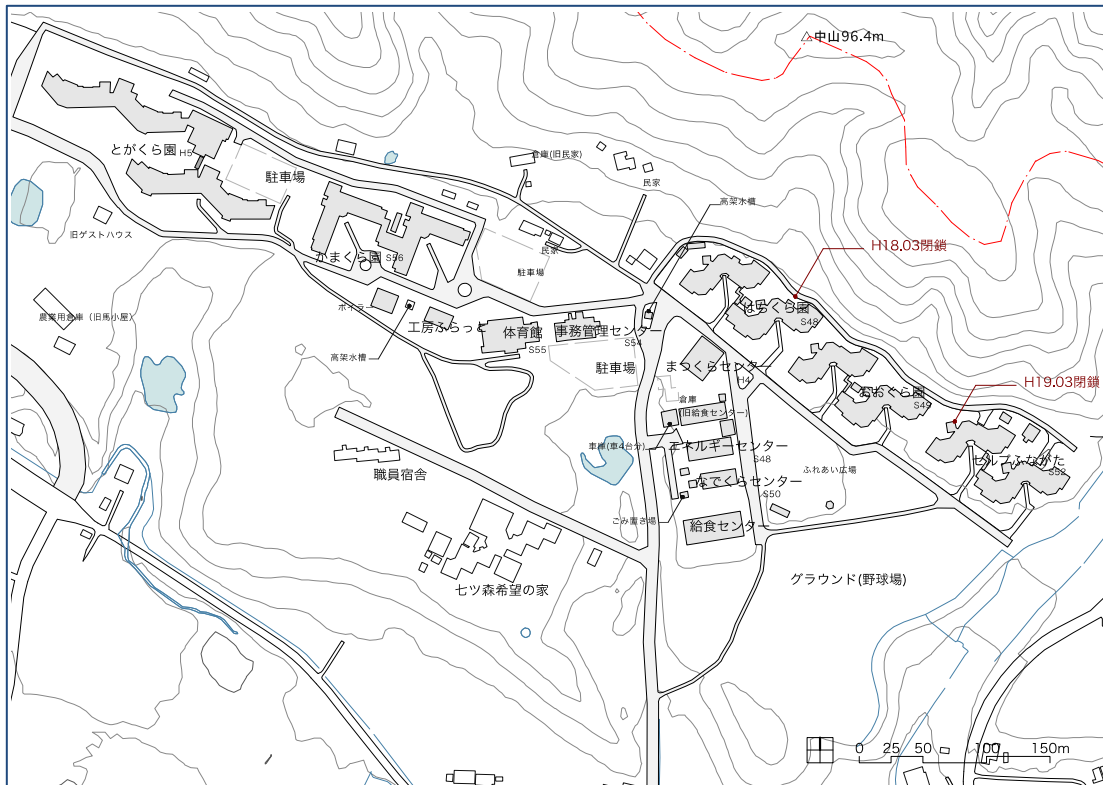 △中山96.4m
とがくら園 H5
駐車場
倉庫(旧民家)
民家
高架水槽
H18.03閉鎖
旧ゲストハウス
かまくら園 S56
民家
駐車場
はちくら園
S48
農業用倉庫（旧馬小屋）
ボイラー
工房ふらっと
体育館
S55
事務管理センター
S54
高架水槽
駐車場
まつくらセンター
H4
H19.03閉鎖
おおくら園
S49
倉庫
(旧給食センター)
車庫(車4台分)
エネルギーセンター
S48
セルプふながた
S52
職員宿舎
なでくらセンター
S50
ふれあい広場
ごみ置き場
給食センター
七ツ森希望の家
グラウンド(野球場)
0 25 50 100 150m